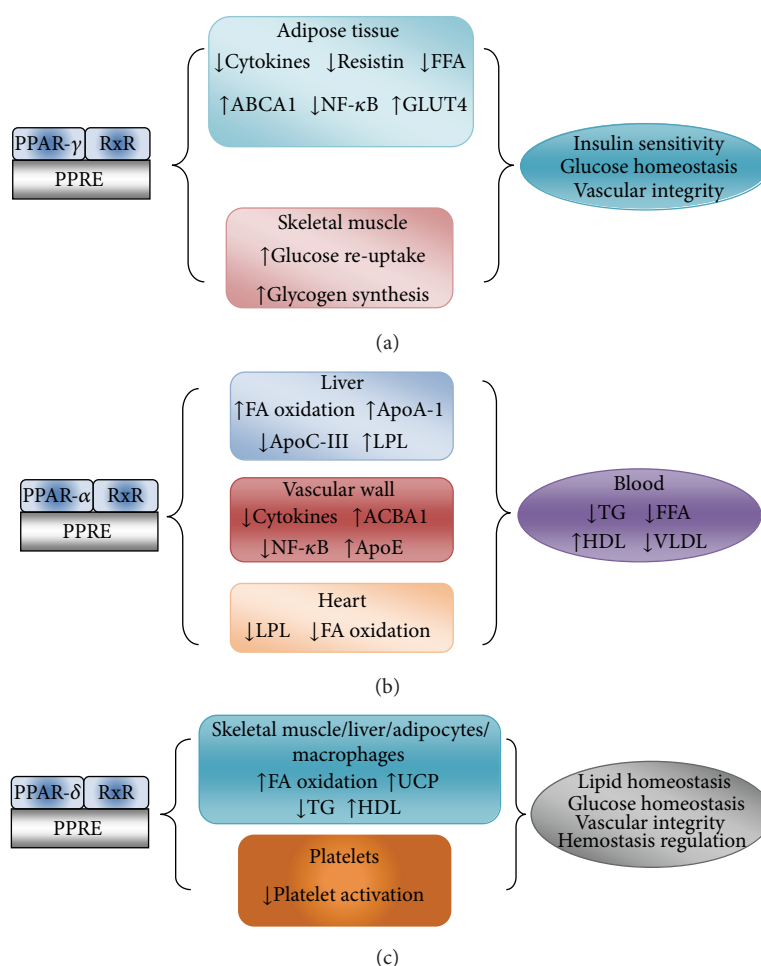 Adipose tissue
↓Cytokines ↓Resistin ↓FFA
↑ABCA1 ↓NF-κB ↑GLUT4
PPAR-γ RxR
PPRE
Skeletal muscle
↑Glucose re-uptake
↑Glycogen synthesis
Insulin sensitivity
Glucose homeostasis
Vascular integrity
(a)
Liver
↑FA oxidation ↑ApoA-1
↓ApoC-III ↑LPL
PPAR-α RxR
PPRE
Vascular wall
↓Cytokines ↑ACBA1
↓NF-κB ↑ApoE
Heart
↓LPL ↓FA oxidation
Blood
↓TG ↓FFA
↑HDL ↓VLDL
(b)
Skeletal muscle/liver/adipocytes/
macrophages
↑FA oxidation ↑UCP
↓TG ↑HDL
PPAR-δ RxR
PPRE
Platelets
↓Platelet activation
Lipid homeostasis
Glucose homeostasis
Vascular integrity
Hemostasis regulation
(c)